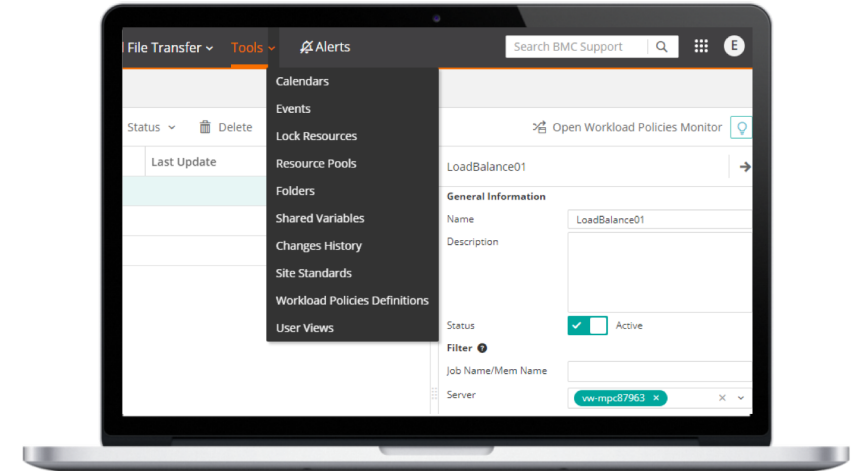 File Transfer Tools Alerts Search BMC Support E
Calendars
Events
Lock Resources
Resource Pools
Folders
Shared Variables
Changes History
Site Standards
Workload Policies Definitions
User Views
Status Delete
Last Update
Open Workload Policies Monitor
LoadBalance01
General Information
Name LoadBalance01
Description
Status Active
Filter ?
Job Name/Mem Name
Server vw-mpc87963 ×